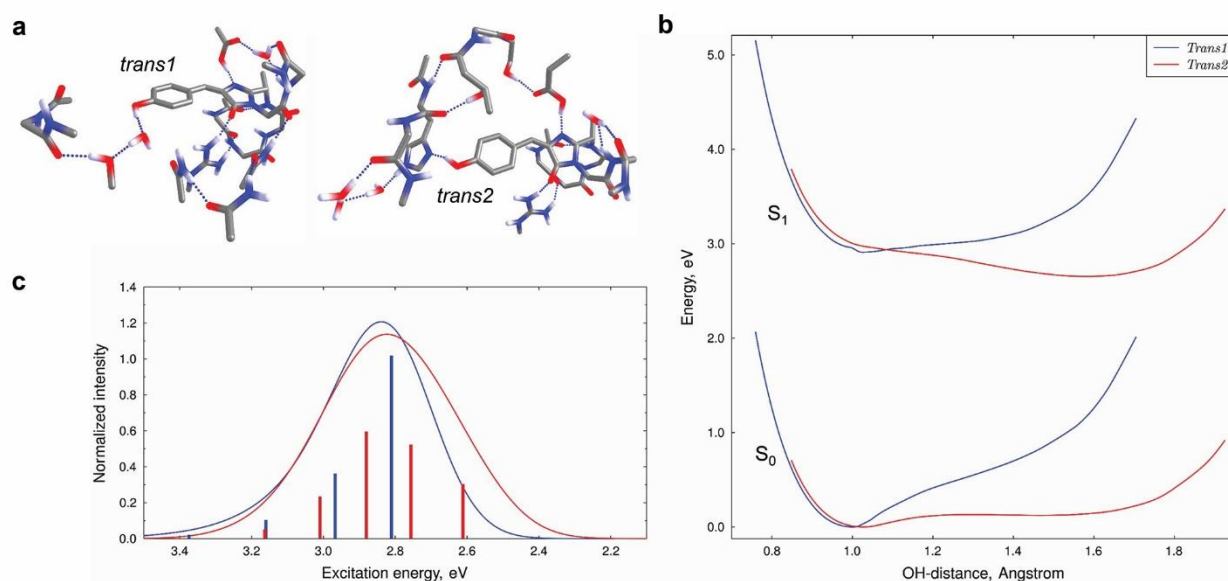 a
trans1
trans2
c
1.4
1.2
1.0
0.8
0.6
0.4
0.2
0.0
Normalized intensity
3.4
3.2
3.0
2.8
2.6
2.4
2.2
Excitation energy, eV
b
5.0
4.0
3.0
2.0
1.0
0.0
Energy, eV
Trans1
Trans2
S1
S0
0.8
1.0
1.2
1.4
1.6
1.8
OH-distance, Angstrom